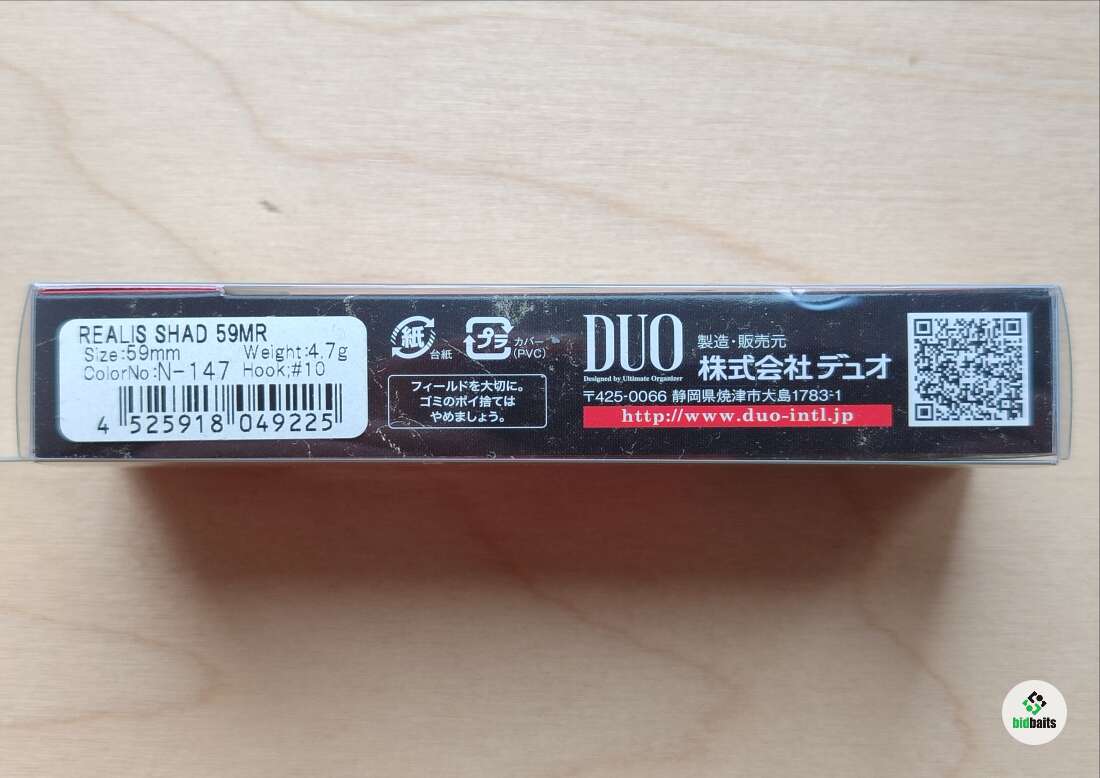 REALIS SHAD 59MR
Size:59mm Weight:4.7g
ColorNo:N-147 Hook;#10
4 525918 049225
紙
台紙
プラ
カバー
(PVC)
フィールドを大切に。
ゴミのポイ捨ては
やめましょう。
DUO
Designed by Ultimate Organizer
製造・販売元
株式会社デュオ
〒425-0066 静岡県焼津市大島1783-1
http://www.duo-intl.jp
bidbaits